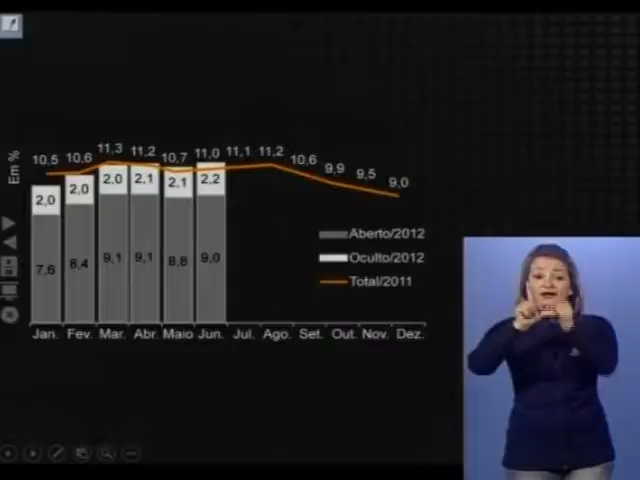 Em %
10,5 10,6 11,3 11,2 10,7 11,0 11,1 11,2 10,6 9,9 9,5 9,0
2,0 2,0 2,0 2,1 2,1 2,2
7,6 8,4 9,1 9,1 8,8 9,0
Aberto/2012
Oculto/2012
Total/2011
Jan. Fev. Mar. Abr. Maio Jun. Jul. Ago. Set. Out. Nov. Dez.